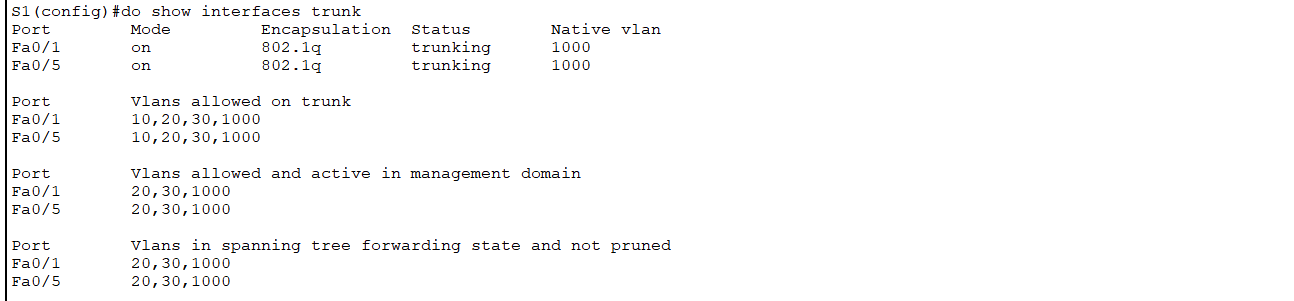 S1(config)#do show interfaces trunk
Port        Mode         Encapsulation  Status        Native vlan
Fa0/1       on           802.1q         trunking      1000
Fa0/5       on           802.1q         trunking      1000

Port        Vlans allowed on trunk
Fa0/1       10,20,30,1000
Fa0/5       10,20,30,1000

Port        Vlans allowed and active in management domain
Fa0/1       20,30,1000
Fa0/5       20,30,1000

Port        Vlans in spanning tree forwarding state and not pruned
Fa0/1       20,30,1000
Fa0/5       20,30,1000